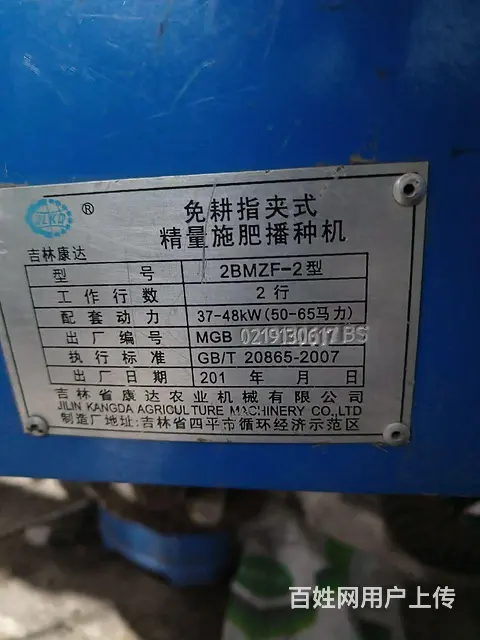 JLKD ®
免耕指夹式
精量施肥播种机
吉林康达
型号 2BMZF-2型
工作行数 2行
配套动力 37-48kW(50-65马力)
出厂编号 MGB 0219130617BS
执行标准 GB/T 20865-2007
出厂日期 201 年 月 日
吉林省康达农业机械有限公司
JILIN KANGDA AGRICULTURE MACHINERY CO.,LTD
制造厂地址:吉林省四平市循环经济示范区
百姓网用户上传